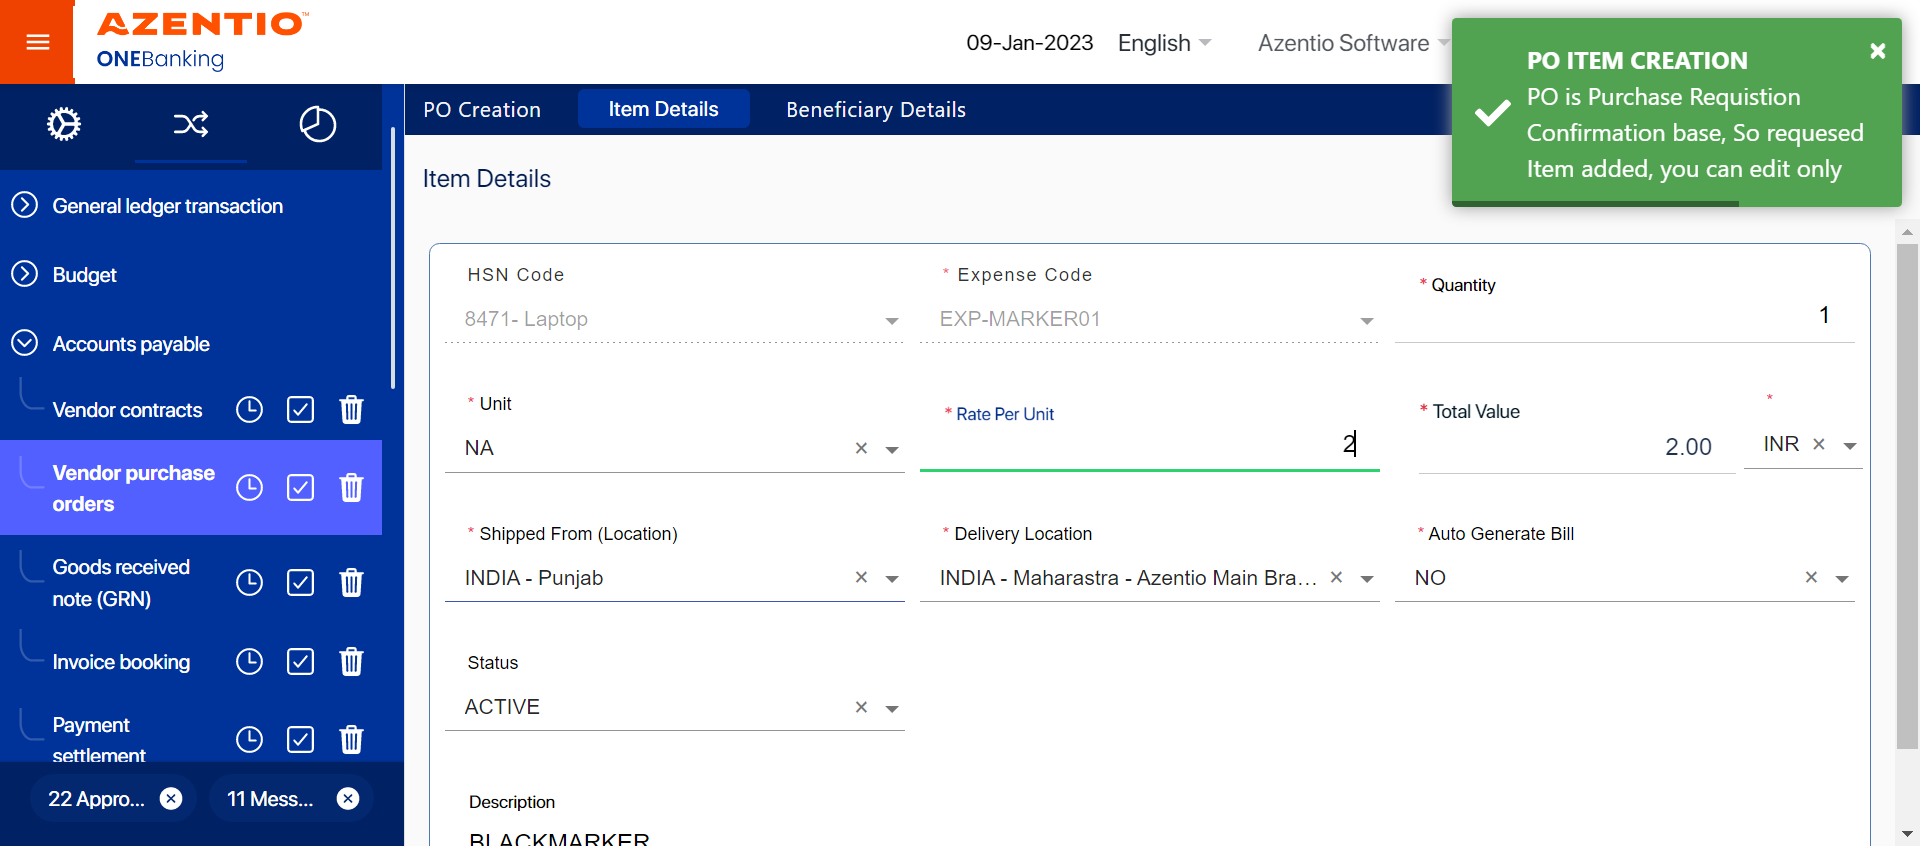 AZENTIO™
ONEBanking
09-Jan-2023
English
Azentio Software
PO ITEM CREATION
PO is Purchase Requistion
Confirmation base, So requesed
Item added, you can edit only
PO Creation
Item Details
Beneficiary Details
General ledger transaction
Budget
Accounts payable
Vendor contracts
Vendor purchase
orders
Goods received
note (GRN)
Invoice booking
Payment
settlement
22 Appro...
11 Mess...
Item Details
HSN Code
8471- Laptop
* Expense Code
EXP-MARKER01
* Quantity
1
* Unit
NA
* Rate Per Unit
2
* Total Value
2.00
*
INR
* Shipped From (Location)
INDIA - Punjab
* Delivery Location
INDIA - Maharastra - Azentio Main Bra...
* Auto Generate Bill
NO
Status
ACTIVE
Description
BLACKMARKER